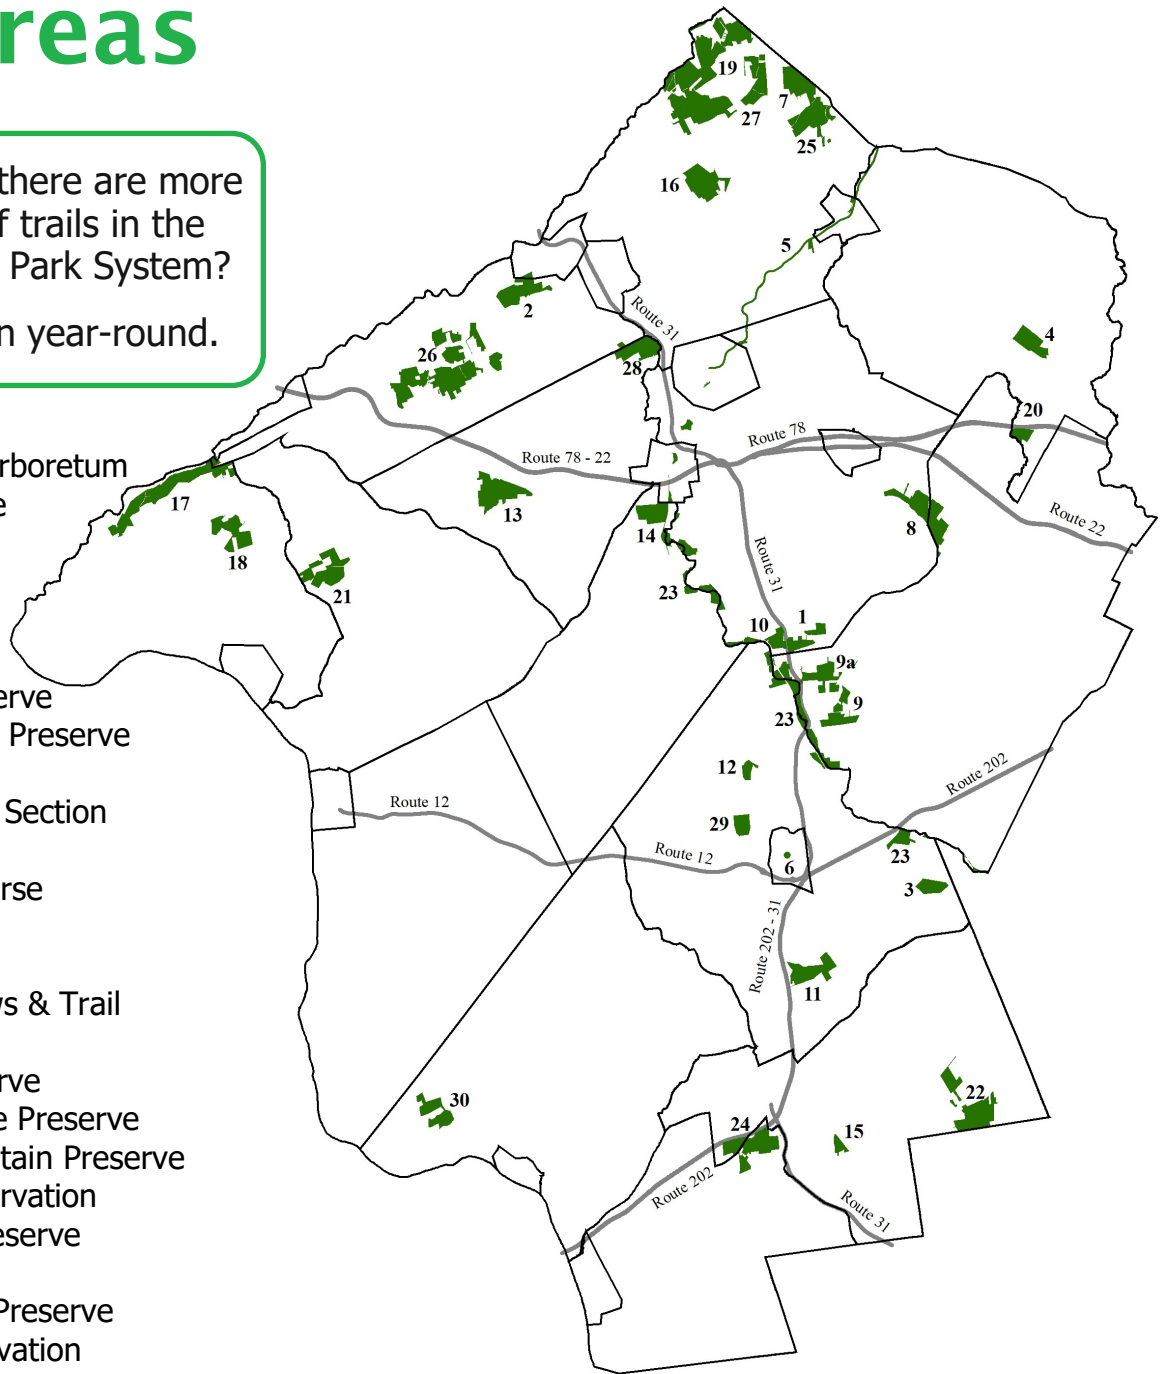 reas
there are more
f trails in the
Park System?
n year-round.
rboretum
e
erve
Preserve
Section
rse
vs & Trail
rve
e Preserve
tain Preserve
ervation
eserve
Preserve
vation
19
7
27
25
16
5
2
Route 31
26
28
4
20
Route 78
Route 78 - 22
17
13
14
8
Route 22
18
21
Route 31
23
10
1
9a
9
23
12
Route 202
Route 12
29
Route 12
6
23
3
Route 202 - 31
11
30
22
24
15
Route 202
Route 31